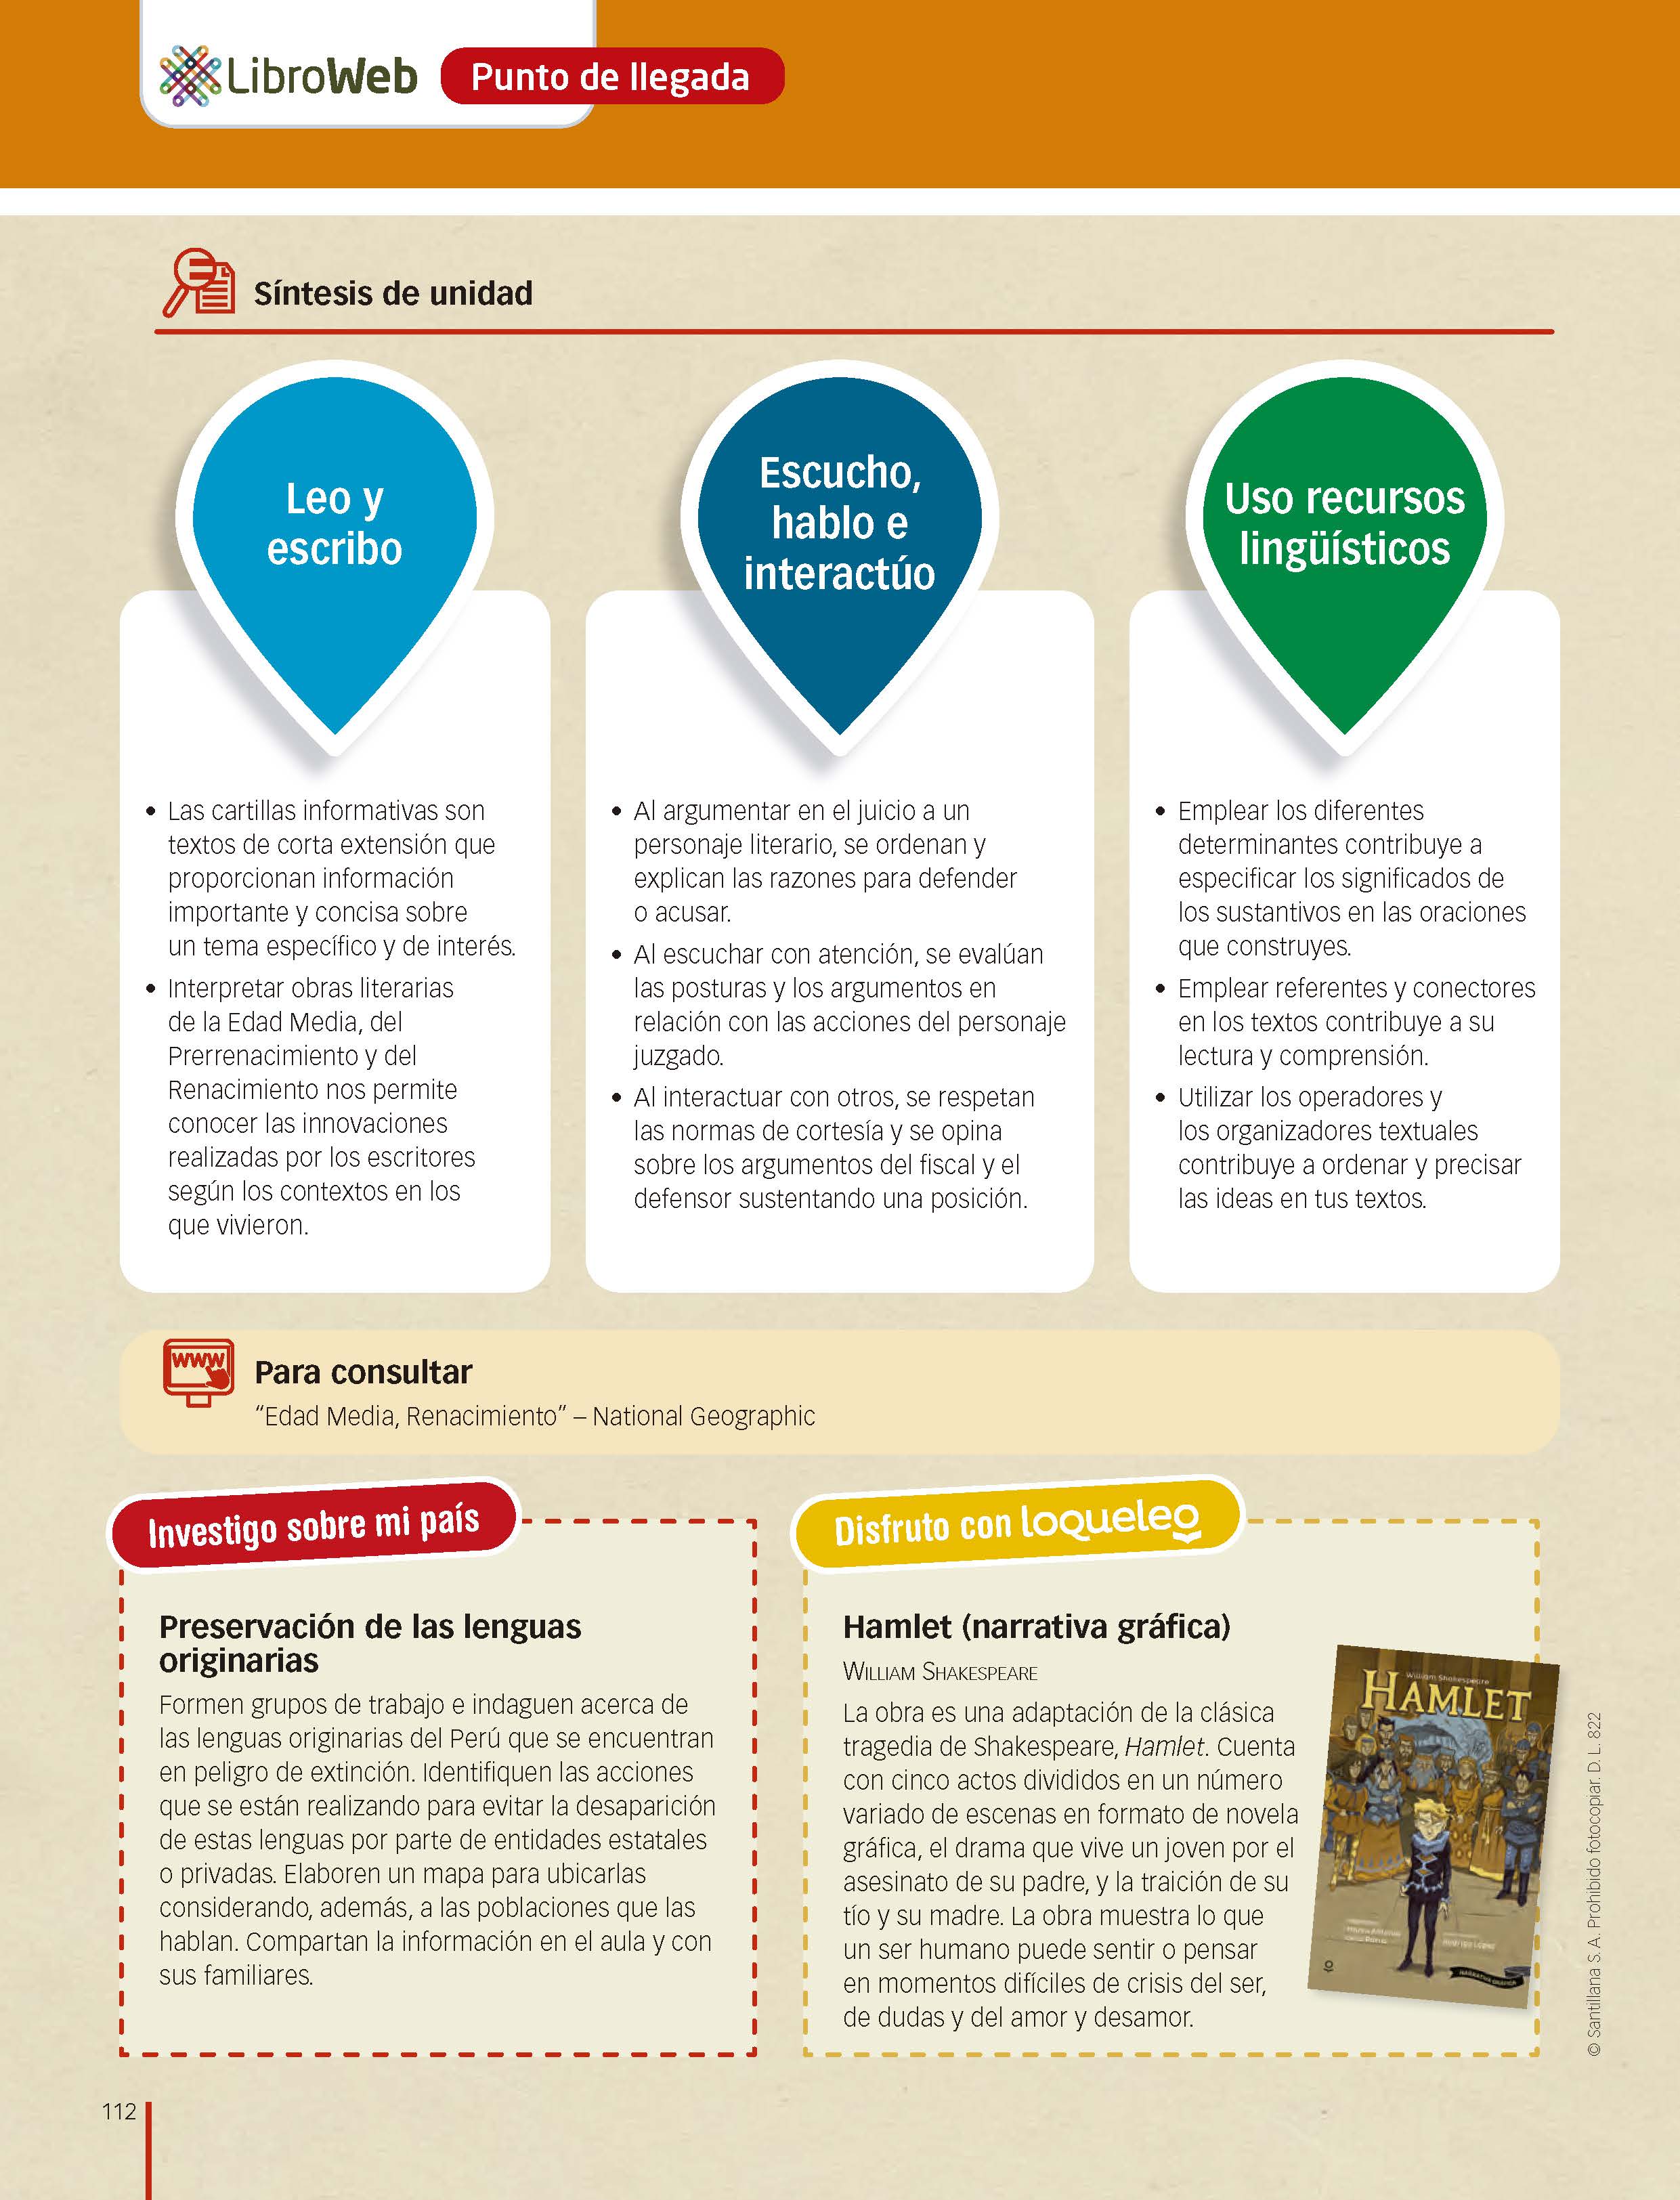 LibroWeb
Punto de llegada
Síntesis de unidad
Leo y
escribo
• Las cartillas informativas son
textos de corta extensión que
proporcionan información
importante y concisa sobre
un tema específico y de interés.
• Interpretar obras literarias
de la Edad Media, del
Prerrenacimiento y del
Renacimiento nos permite
conocer las innovaciones
realizadas por los escritores
según los contextos en los
que vivieron.
Escucho,
hablo e
interactúo
• Al argumentar en el juicio a un
personaje literario, se ordenan y
explican las razones para defender
o acusar.
• Al escuchar con atención, se evalúan
las posturas y los argumentos en
relación con las acciones del personaje
juzgado.
• Al interactuar con otros, se respetan
las normas de cortesía y se opina
sobre los argumentos del fiscal y el
defensor sustentando una posición.
Uso recursos
lingüísticos
• Emplear los diferentes
determinantes contribuye a
especificar los significados de
los sustantivos en las oraciones
que construyes.
• Emplear referentes y conectores
en los textos contribuye a su
lectura y comprensión.
• Utilizar los operadores y
los organizadores textuales
contribuye a ordenar y precisar
las ideas en tus textos.
www
Para consultar
“Edad Media, Renacimiento” – National Geographic
Investigo sobre mi país
Preservación de las lenguas
originarias
Formen grupos de trabajo e indaguen acerca de
las lenguas originarias del Perú que se encuentran
en peligro de extinción. Identifiquen las acciones
que se están realizando para evitar la desaparición
de estas lenguas por parte de entidades estatales
o privadas. Elaboren un mapa para ubicarlas
considerando, además, a las poblaciones que las
hablan. Compartan la información en el aula y con
sus familiares.
Disfruto con loqueleo
Hamlet (narrativa gráfica)
William Shakespeare
La obra es una adaptación de la clásica
tragedia de Shakespeare, Hamlet. Cuenta
con cinco actos divididos en un número
variado de escenas en formato de novela
gráfica, el drama que vive un joven por el
asesinato de su padre, y la traición de su
tío y su madre. La obra muestra lo que
un ser humano puede sentir o pensar
en momentos difíciles de crisis del ser,
de dudas y del amor y desamor.
William Shakespeare
HAMLET
NARRATIVA GRÁFICA
© Santillana S. A. Prohibido fotocopiar. D. L. 822
112